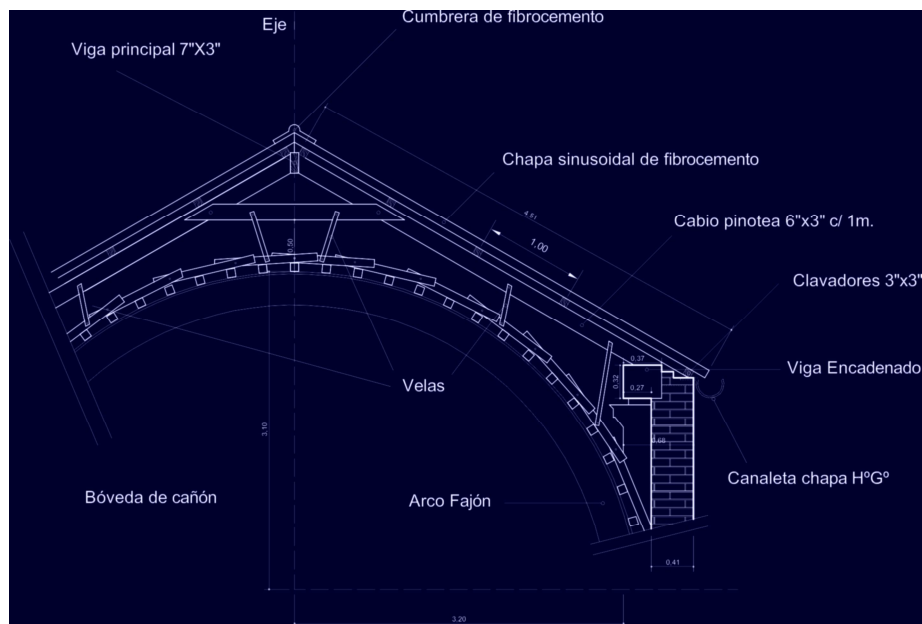 Cumbrera de fibrocemento
Eje
Viga principal 7"X3"
Chapa sinusoidal de fibrocemento
4,51
Cabio pinotea 6"x3" c/ 1m.
1,00
0,50
Clavadores 3"x3"
0,37
Viga Encadenado
0,32
0,27
Velas
3,10
0,68
Canaleta chapa HºGº
Bóveda de cañón
Arco Fajón
0,41
3,20